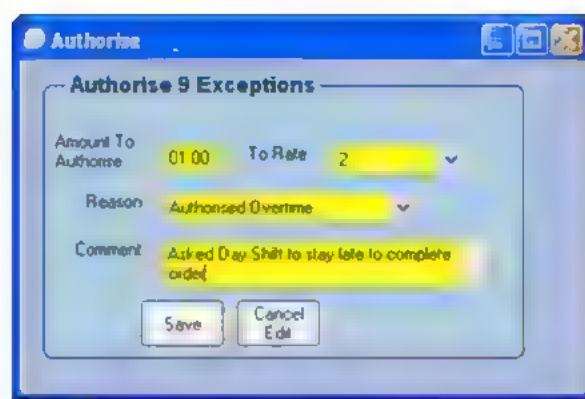 Authorise
Authorise 9 Exceptions
Amount To
Authorise
01:00 To Rate 2
Reason Authorised Overtime
Comment Asked Day Shift to stay late to complete
order
Save Cancel
Edit